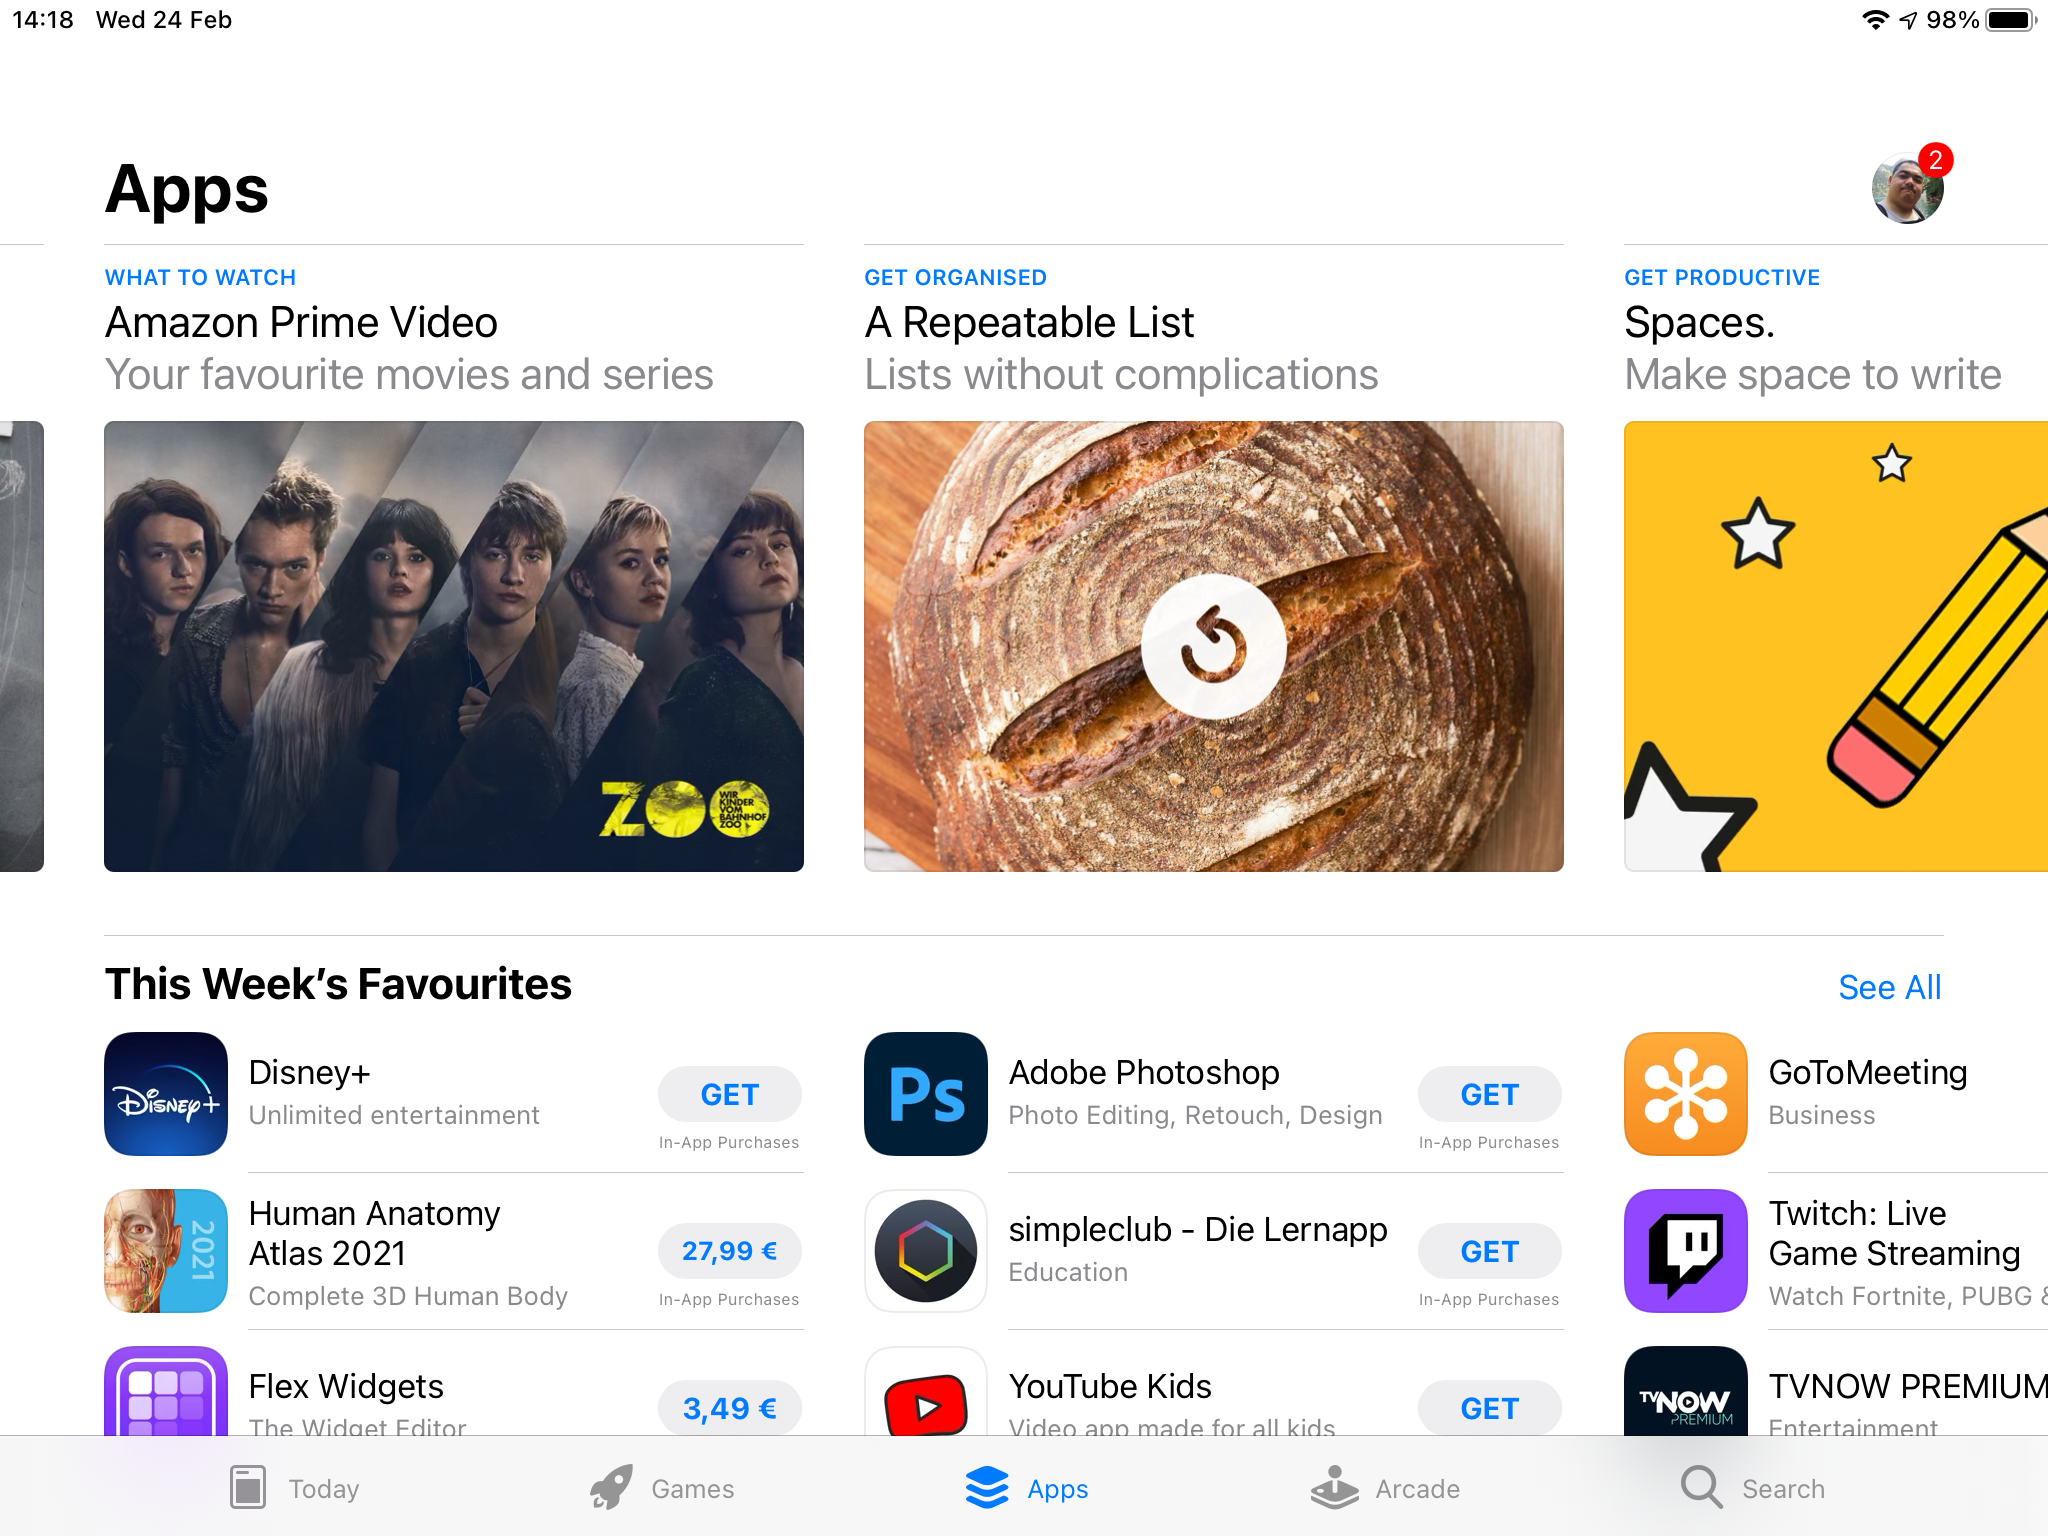 14:18 Wed 24 Feb
98%
Apps
2
WHAT TO WATCH
Amazon Prime Video
Your favourite movies and series
ZOO
WIR
KINDER
VOM
BAHNHOF
ZOO
GET ORGANISED
A Repeatable List
Lists without complications
GET PRODUCTIVE
Spaces.
Make space to write
This Week's Favourites
See All
Disney+
Disney+
Unlimited entertainment
GET
In-App Purchases
Ps
Adobe Photoshop
Photo Editing, Retouch, Design
GET
In-App Purchases
GoToMeeting
Business
2021
Human Anatomy
Atlas 2021
Complete 3D Human Body
27,99 €
In-App Purchases
simpleclub - Die Lernapp
Education
GET
In-App Purchases
Twitch: Live
Game Streaming
Watch Fortnite, PUBG &
Flex Widgets
The Widget Editor
3,49 €
YouTube Kids
Video app made for all kids
GET
TVNOW
PREMIUM
TVNOW PREMIUM
Entertainment
Today
Games
Apps
Arcade
Search